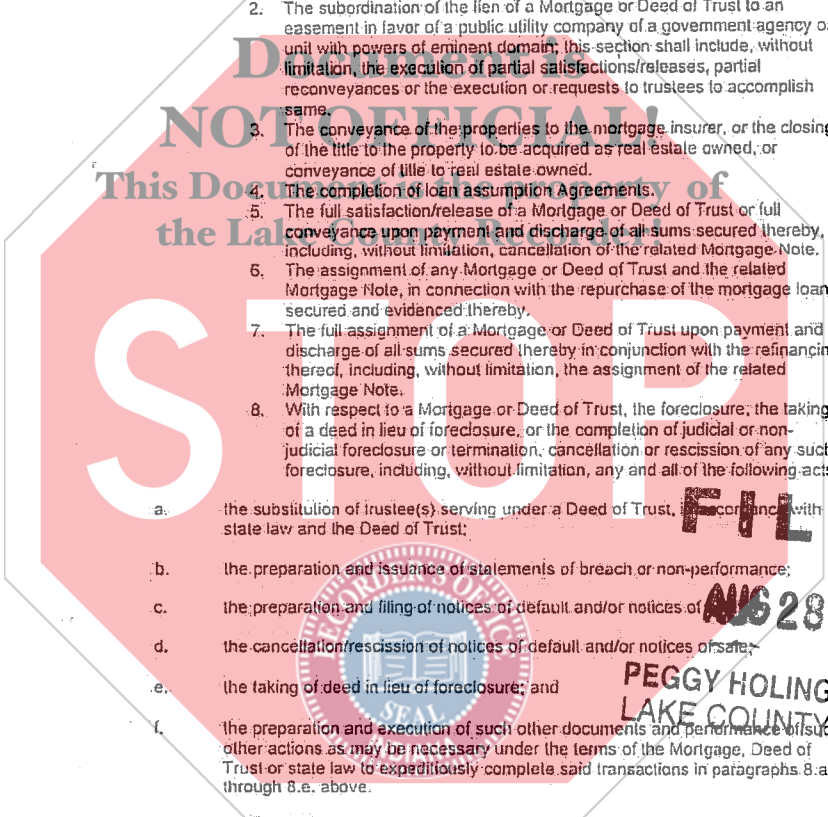 2. The subordination of the lien of a Mortgage or Deed of Trust to an
easement in favor of a public utility company of a government agency or
unit with powers of eminent domain; this section shall include, without
limitation, the execution of partial satisfactions/releases, partial
reconveyances or the execution or requests to trustees to accomplish
same.
3. The conveyance of the properties to the mortgage insurer, or the closing
of the title to the property to be acquired as real estate owned, or
conveyance of title to real estate owned.
4. The completion of loan assumption Agreements.
5. The full satisfaction/release of a Mortgage or Deed of Trust or full
conveyance upon payment and discharge of all sums secured thereby,
including, without limitation, cancellation of the related Mortgage Note.
6. The assignment of any Mortgage or Deed of Trust and the related
Mortgage Note, in connection with the repurchase of the mortgage loan
secured and evidenced thereby.
7. The full assignment of a Mortgage or Deed of Trust upon payment and
discharge of all sums secured thereby in conjunction with the refinancin
thereof, including, without limitation, the assignment of the related
Mortgage Note.
8. With respect to a Mortgage or Deed of Trust, the foreclosure, the taking
of a deed in lieu of foreclosure, or the completion of judicial or non-
judicial foreclosure or termination, cancellation or rescission of any such
foreclosure, including, without limitation, any and all of the following acts
a. the substitution of trustee(s) serving under a Deed of Trust, in accordance with
state law and the Deed of Trust;
b. the preparation and issuance of statements of breach or non-performance;
c. the preparation and filing of notices of default and/or notices of
d. the cancellation/rescission of notices of default and/or notices of sale;
e. the taking of deed in lieu of foreclosure; and
f. the preparation and execution of such other documents and performance of suc
other actions as may be necessary under the terms of the Mortgage, Deed of
Trust or state law to expeditiously complete said transactions in paragraphs 8.a
through 8.e. above.
Document is
NOT OFFICIAL!
This Document is the property of
the Lake County Recorder!
STOP
RECORDER'S OFFICE
SEAL
INDIANA
FIL
AUG 28
PEGGY HOLING
LAKE COUNTY